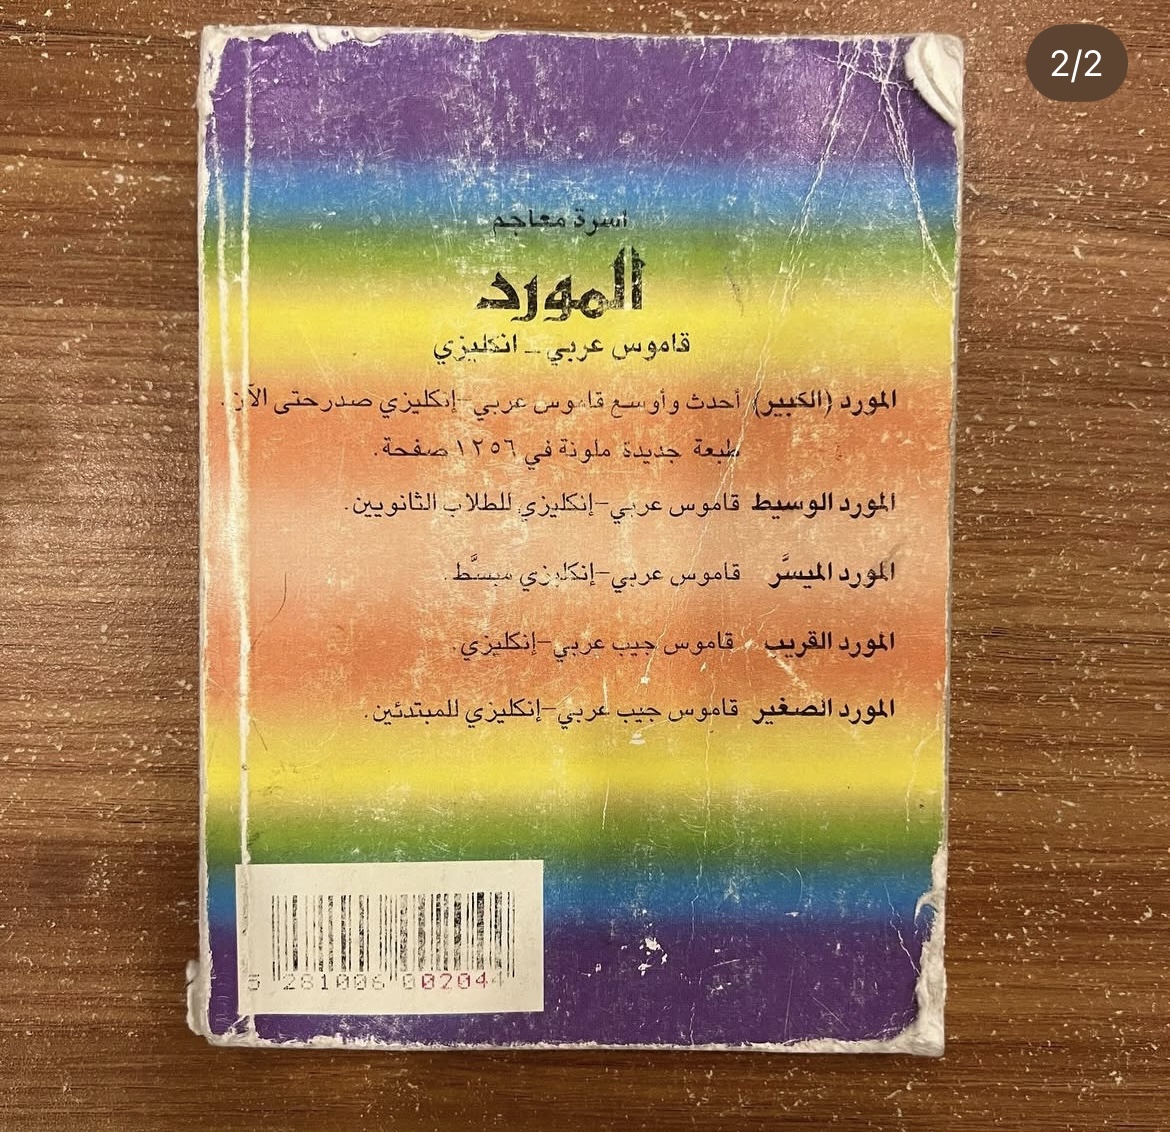 2/2
اسرة معاجم
المورد
قاموس عربي - انكليزي
المورد (الكبير) أحدث وأوسع قاموس عربي-إنكليزي صدر حتى الآن.
طبعة جديدة ملونة في ١٢٥٦ صفحة.
المورد الوسيط قاموس عربي-إنكليزي للطلاب الثانويين.
المورد الميسَّر قاموس عربي-إنكليزي مبسَّط.
المورد القريب قاموس جيب عربي-إنكليزي.
المورد الصغير قاموس جيب عربي-إنكليزي للمبتدئين.
5 281006 002044